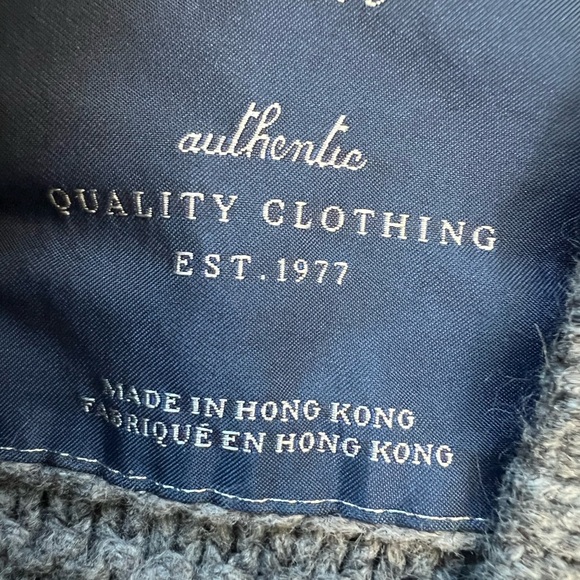 authentic
QUALITY CLOTHING
EST.1977
MADE IN HONG KONG
FABRIQUÉ EN HONG KONG